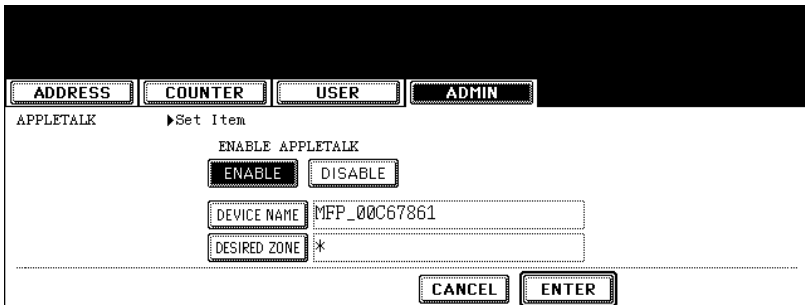 ADDRESS COUNTER USER ADMIN
APPLETALK ▶Set Item
ENABLE APPLETALK
ENABLE DISABLE
DEVICE NAME MFP_00C67861
DESIRED ZONE *
CANCEL ENTER